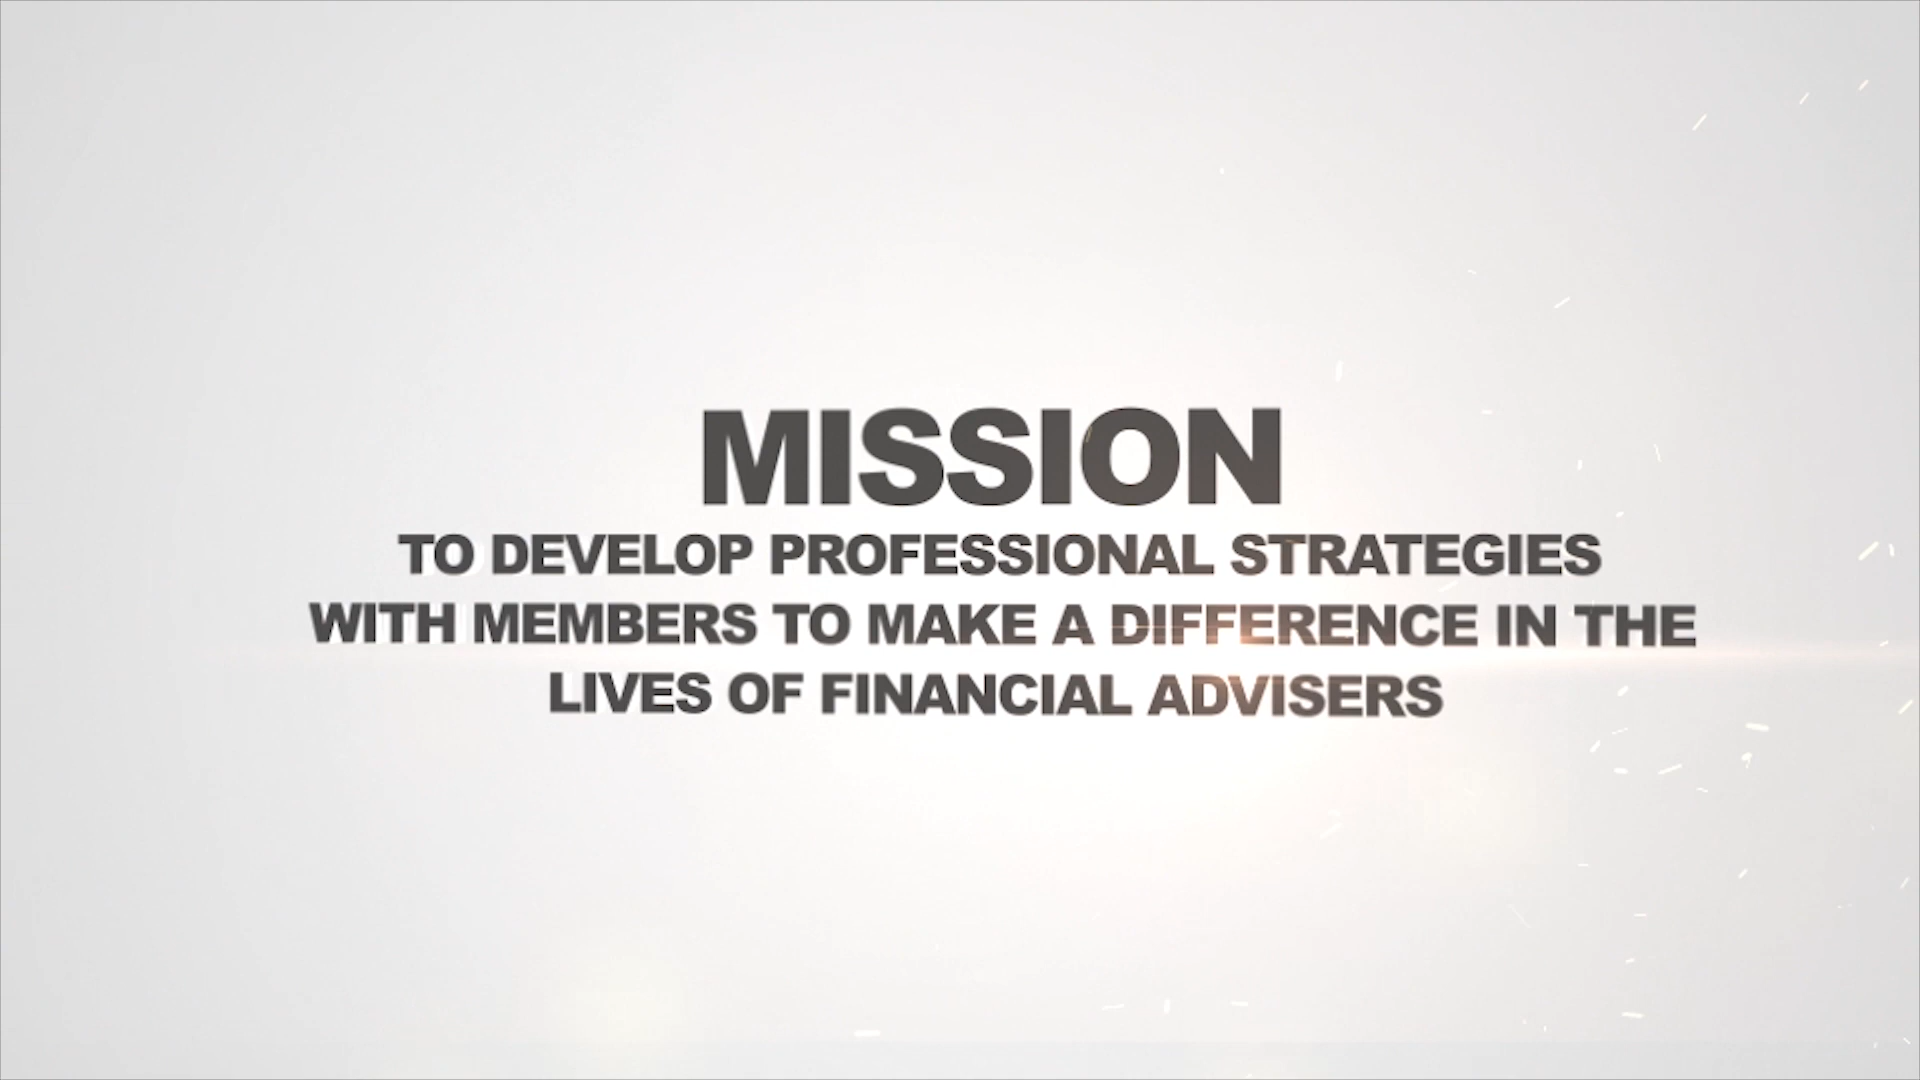 MISSION
TO DEVELOP PROFESSIONAL STRATEGIES
WITH MEMBERS TO MAKE A DIFFERENCE IN THE
LIVES OF FINANCIAL ADVISERS